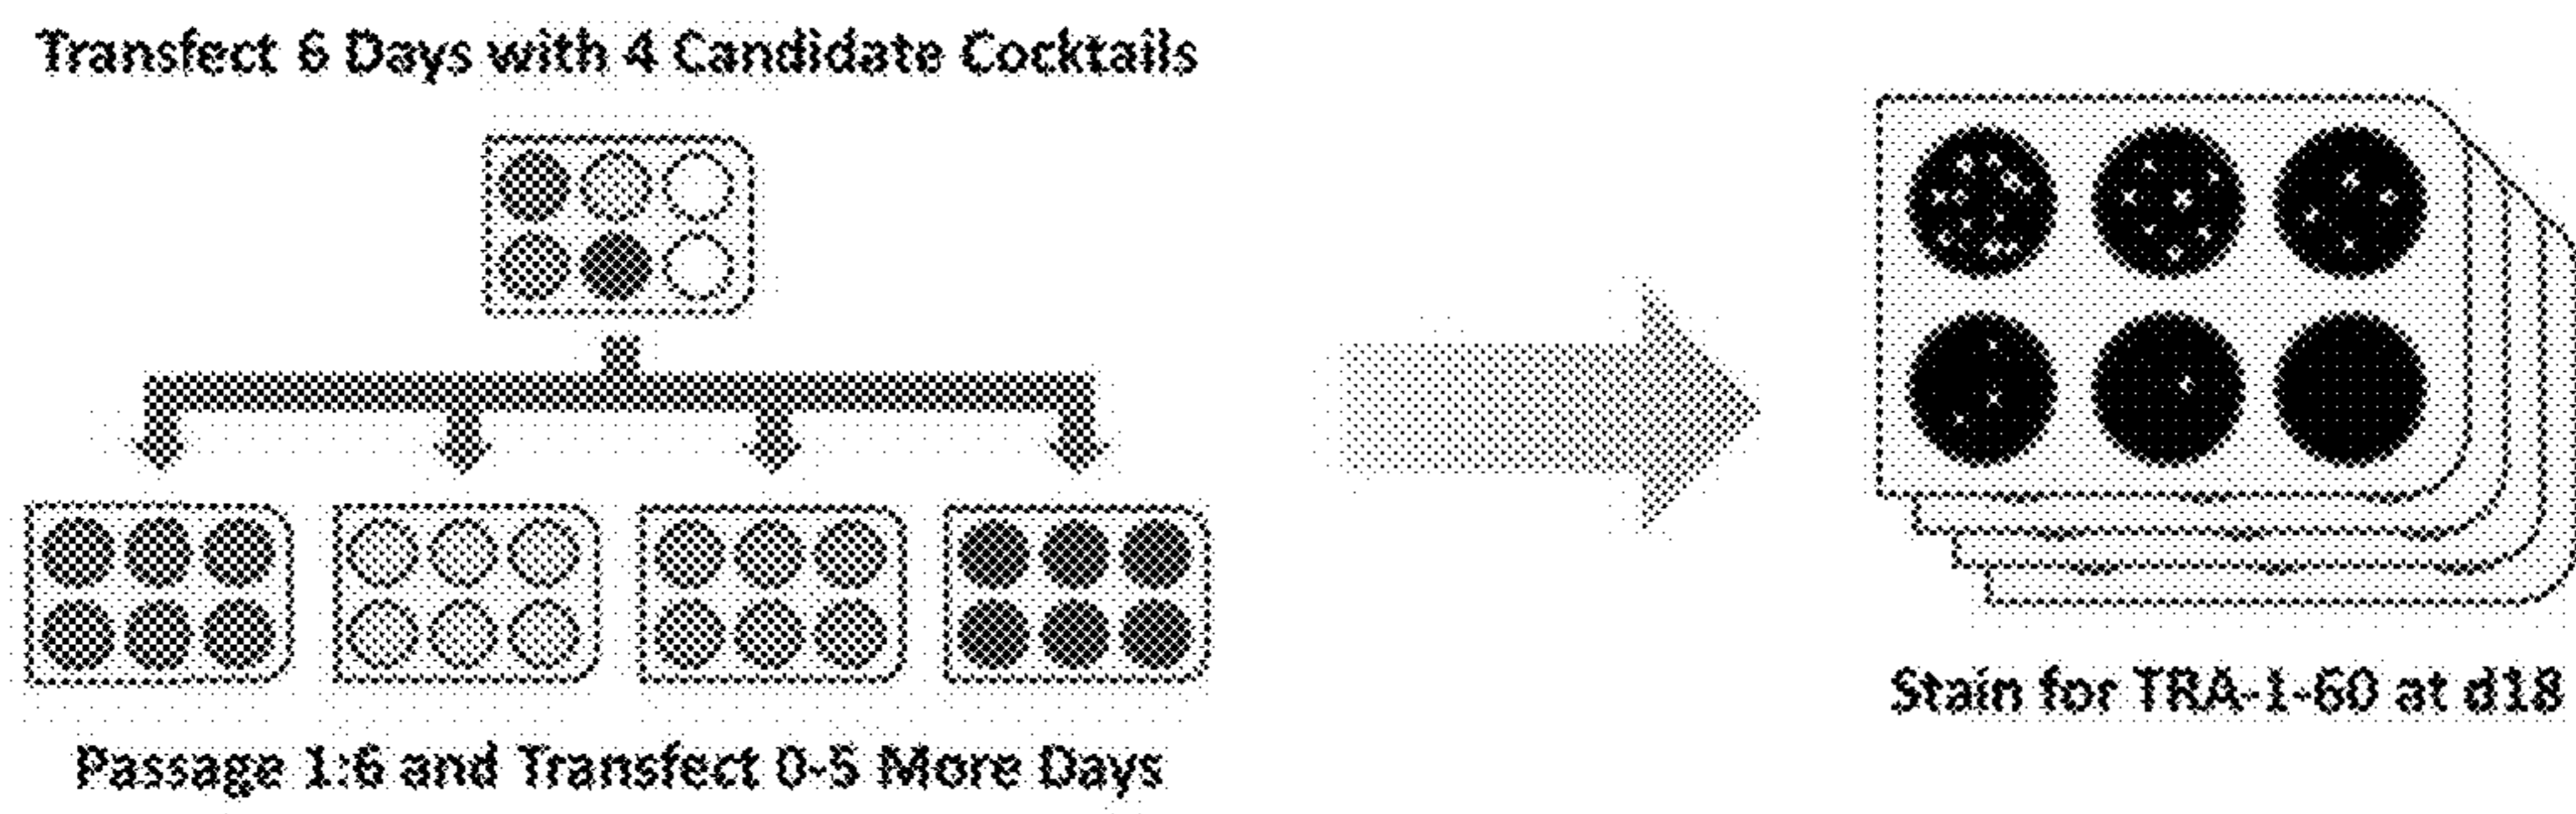 Transfect 6 Days with 4 Candidate Cocktails
Passage 1:6 and Transfect 0-5 More Days
Stain for TRA-1-60 at d18